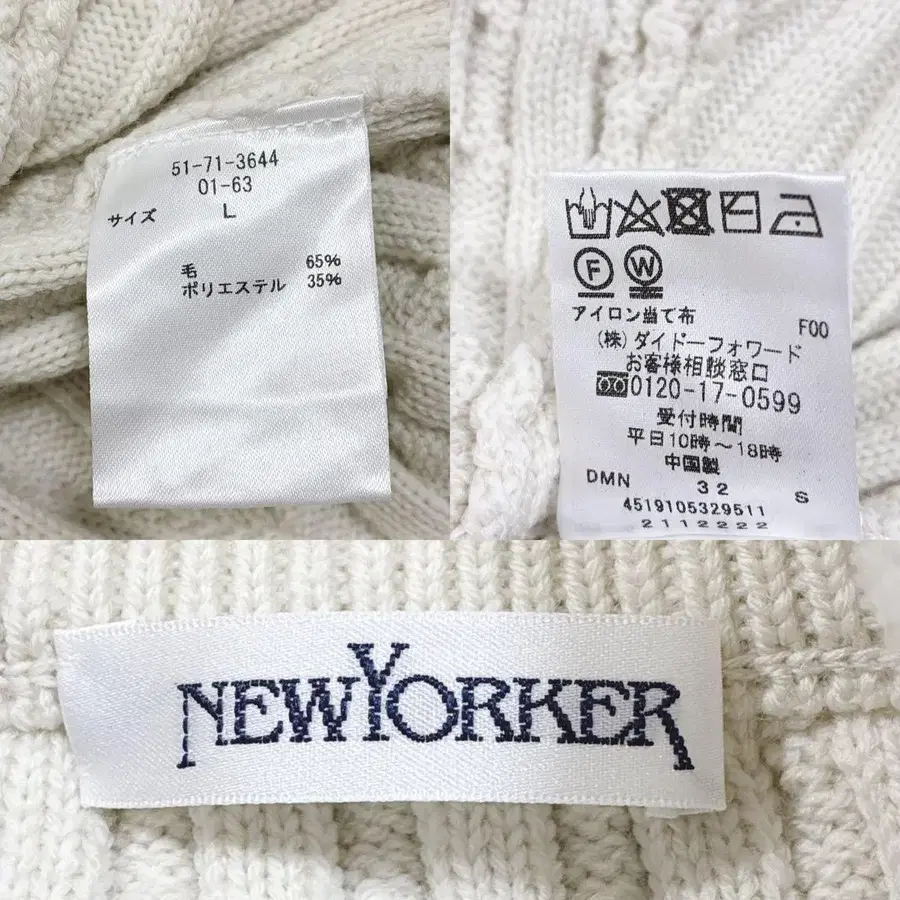 51-71-3644
01-63
サイズ L
毛 65%
ポリエステル 35%
F W
アイロン当て布
F00
(株)ダイドーフォワード
お客様相談窓口
0120-17-0599
受付時間
平日10時～18時
中国製
DMN 32 S
4519105329511
2112222
NEWYORKER